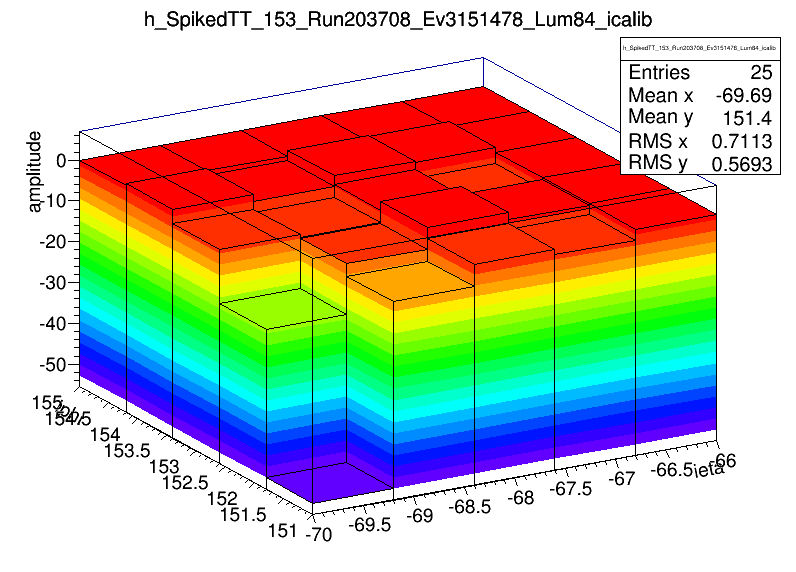 h_SpikedTT_153_Run203708_Ev3151478_Lum84_icalib
h_SpikedTT_153_Run203708_Ev3151478_Lum84_icalib
Entries 25
Mean x -69.69
Mean y 151.4
RMS x 0.7113
RMS y 0.5693
amplitude
0
-10
-20
-30
-40
-50
155
154.5
154
153.5
153
152.5
152
151.5
151
-70
-69.5
-69
-68.5
-68
-67.5
-67
-66.5
ieta
-66